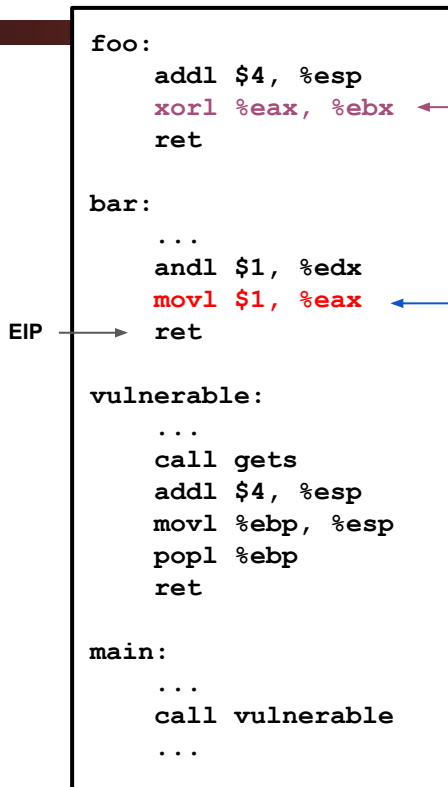 foo:
addl $4, %esp
xorl %eax, %ebx
ret
bar:
...
andl $1, %edx
movl $1, %eax
EIP ret
vulnerable:
...
call gets
addl $4, %esp
movl %ebp, %esp
popl %ebp
ret
main:
...
call vulnerable
...